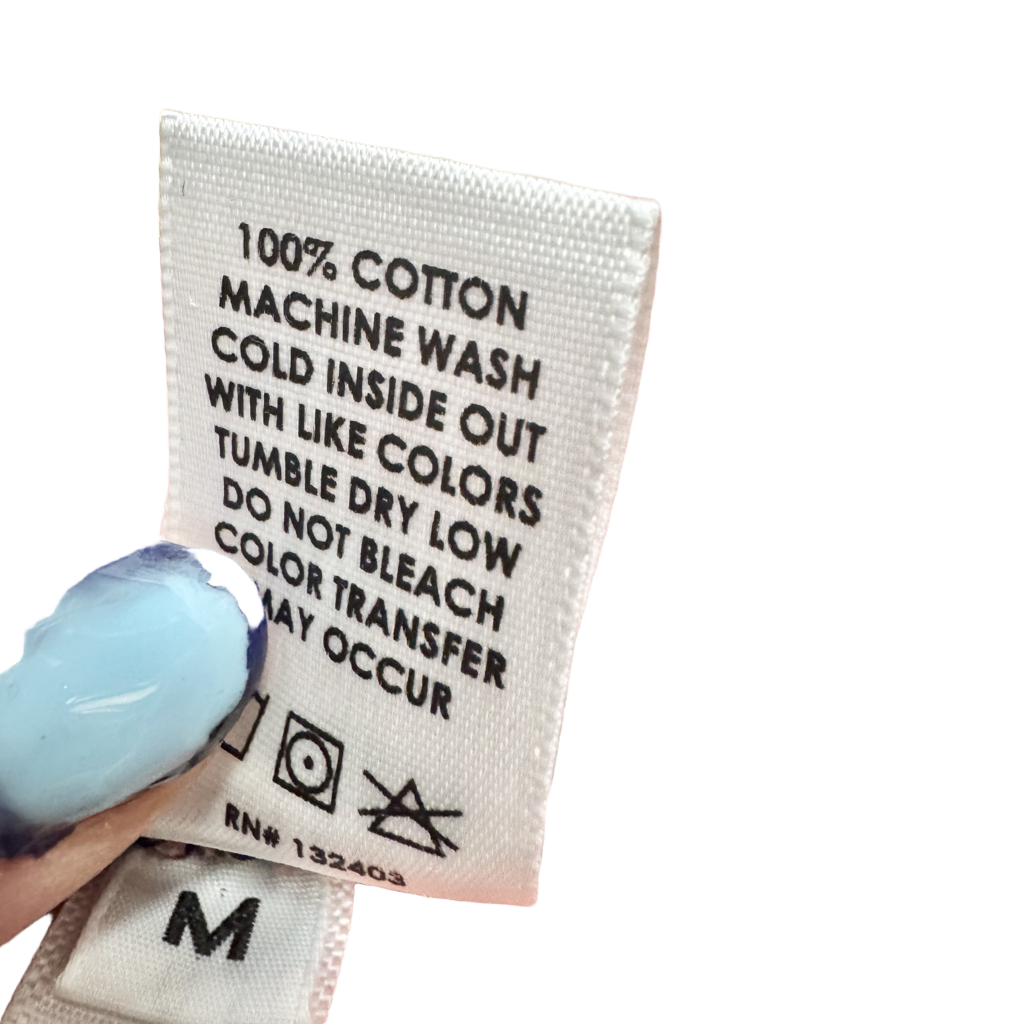 100% COTTON
MACHINE WASH
COLD INSIDE OUT
WITH LIKE COLORS
TUMBLE DRY LOW
DO NOT BLEACH
COLOR TRANSFER
MAY OCCUR
RN# 132403
M